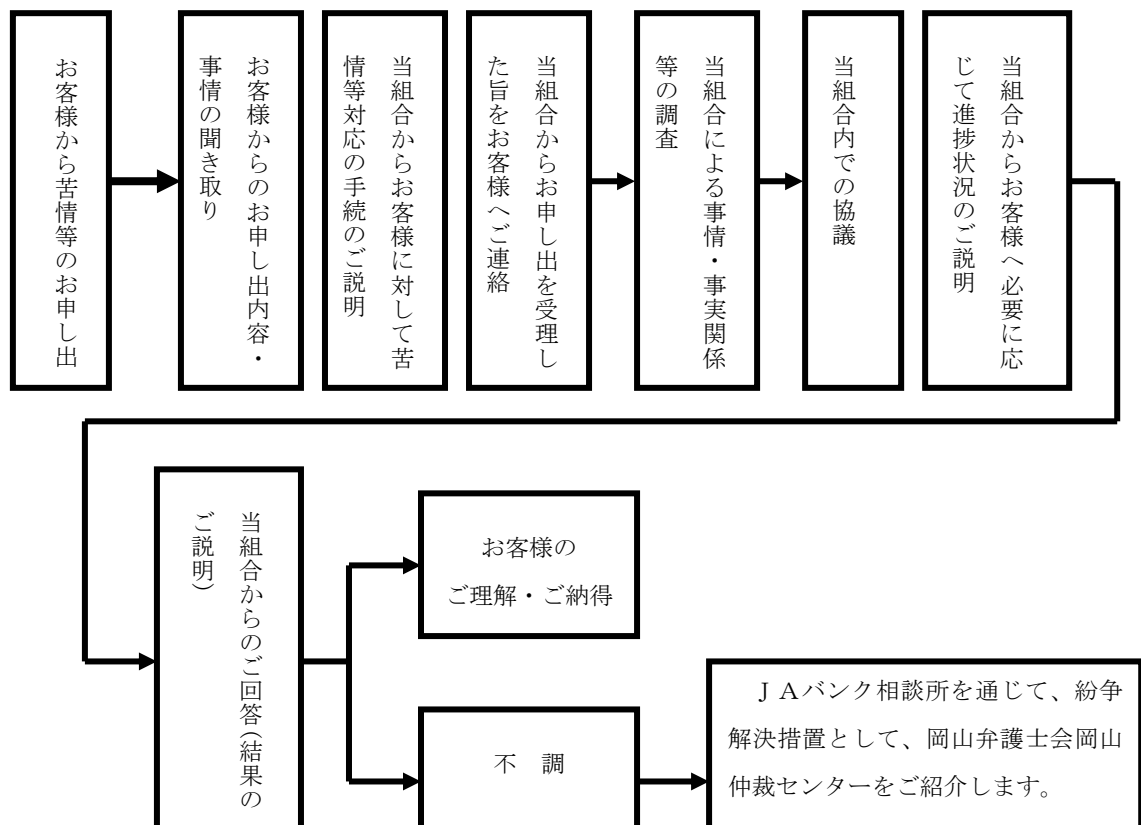 お客様から苦情等のお申し出
お客様からのお申し出内容・
事情の聞き取り
当組合からお客様に対して苦
情等対応の手続のご説明
当組合からお申し出を受理し
た旨をお客様へご連絡
当組合による事情・事実関係
等の調査
当組合内での協議
当組合からお客様へ必要に応
じて進捗状況のご説明
当組合からのご回答(結果の
ご説明)
お客様の
ご理解・ご納得
不　調
ＪＡバンク相談所を通じて、紛争
解決措置として、岡山弁護士会岡山
仲裁センターをご紹介します。